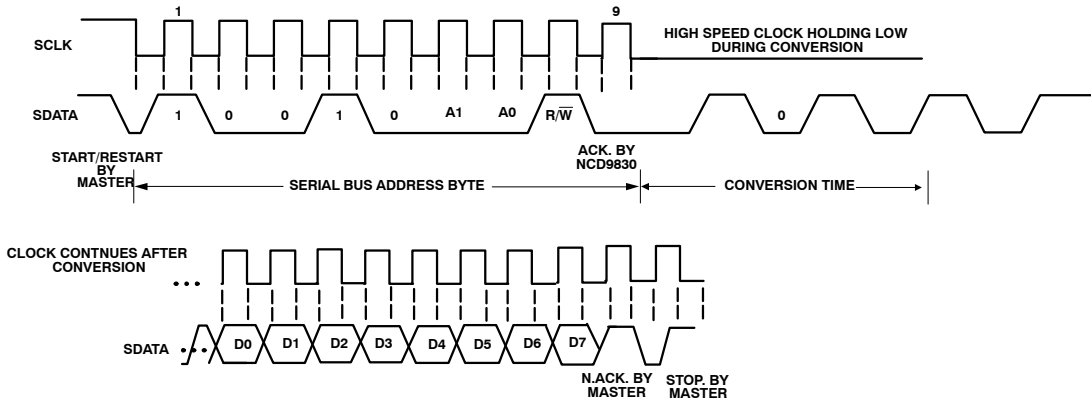 1
9
SCLK
HIGH SPEED CLOCK HOLDING LOW
DURING CONVERSION
SDATA
1 0 0 1 0 A1 A0 R/W̅ 0
START/RESTART
BY
MASTER
ACK. BY
NCD9830
SERIAL BUS ADDRESS BYTE
CONVERSION TIME
CLOCK CONTNUES AFTER
CONVERSION
...
SDATA ... D0 D1 D2 D3 D4 D5 D6 D7
N.ACK. BY
MASTER
STOP. BY
MASTER